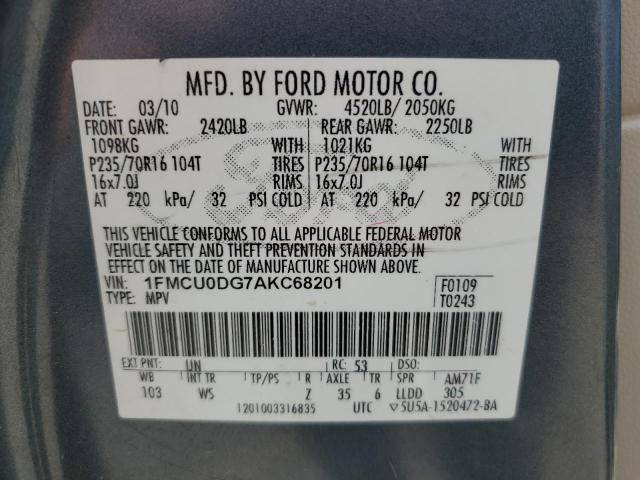 MFD. BY FORD MOTOR CO.
DATE: 03/10 GVWR: 4520LB/ 2050KG
FRONT GAWR: 2420LB REAR GAWR: 2250LB
1098KG WITH 1021KG WITH
P235/70R16 104T TIRES P235/70R16 104T TIRES
16x7.0J RIMS 16x7.0J RIMS
AT 220 kPa/ 32 PSI COLD AT 220 kPa/ 32 PSI COLD
THIS VEHICLE CONFORMS TO ALL APPLICABLE FEDERAL MOTOR
VEHICLE SAFETY AND THEFT PREVENTION STANDARDS IN
EFFECT ON THE DATE OF MANUFACTURE SHOWN ABOVE.
VIN: 1FMCU0DG7AKC68201 F0109
TYPE: MPV T0243
EXT PNT: UN RC: 53 DSO:
WB INT TR TP/PS R AXLE TR SPR AM71F
103 WS Z 35 6 LLDD 305
1201003316835 UTC ▽5U5A-1520472-BA